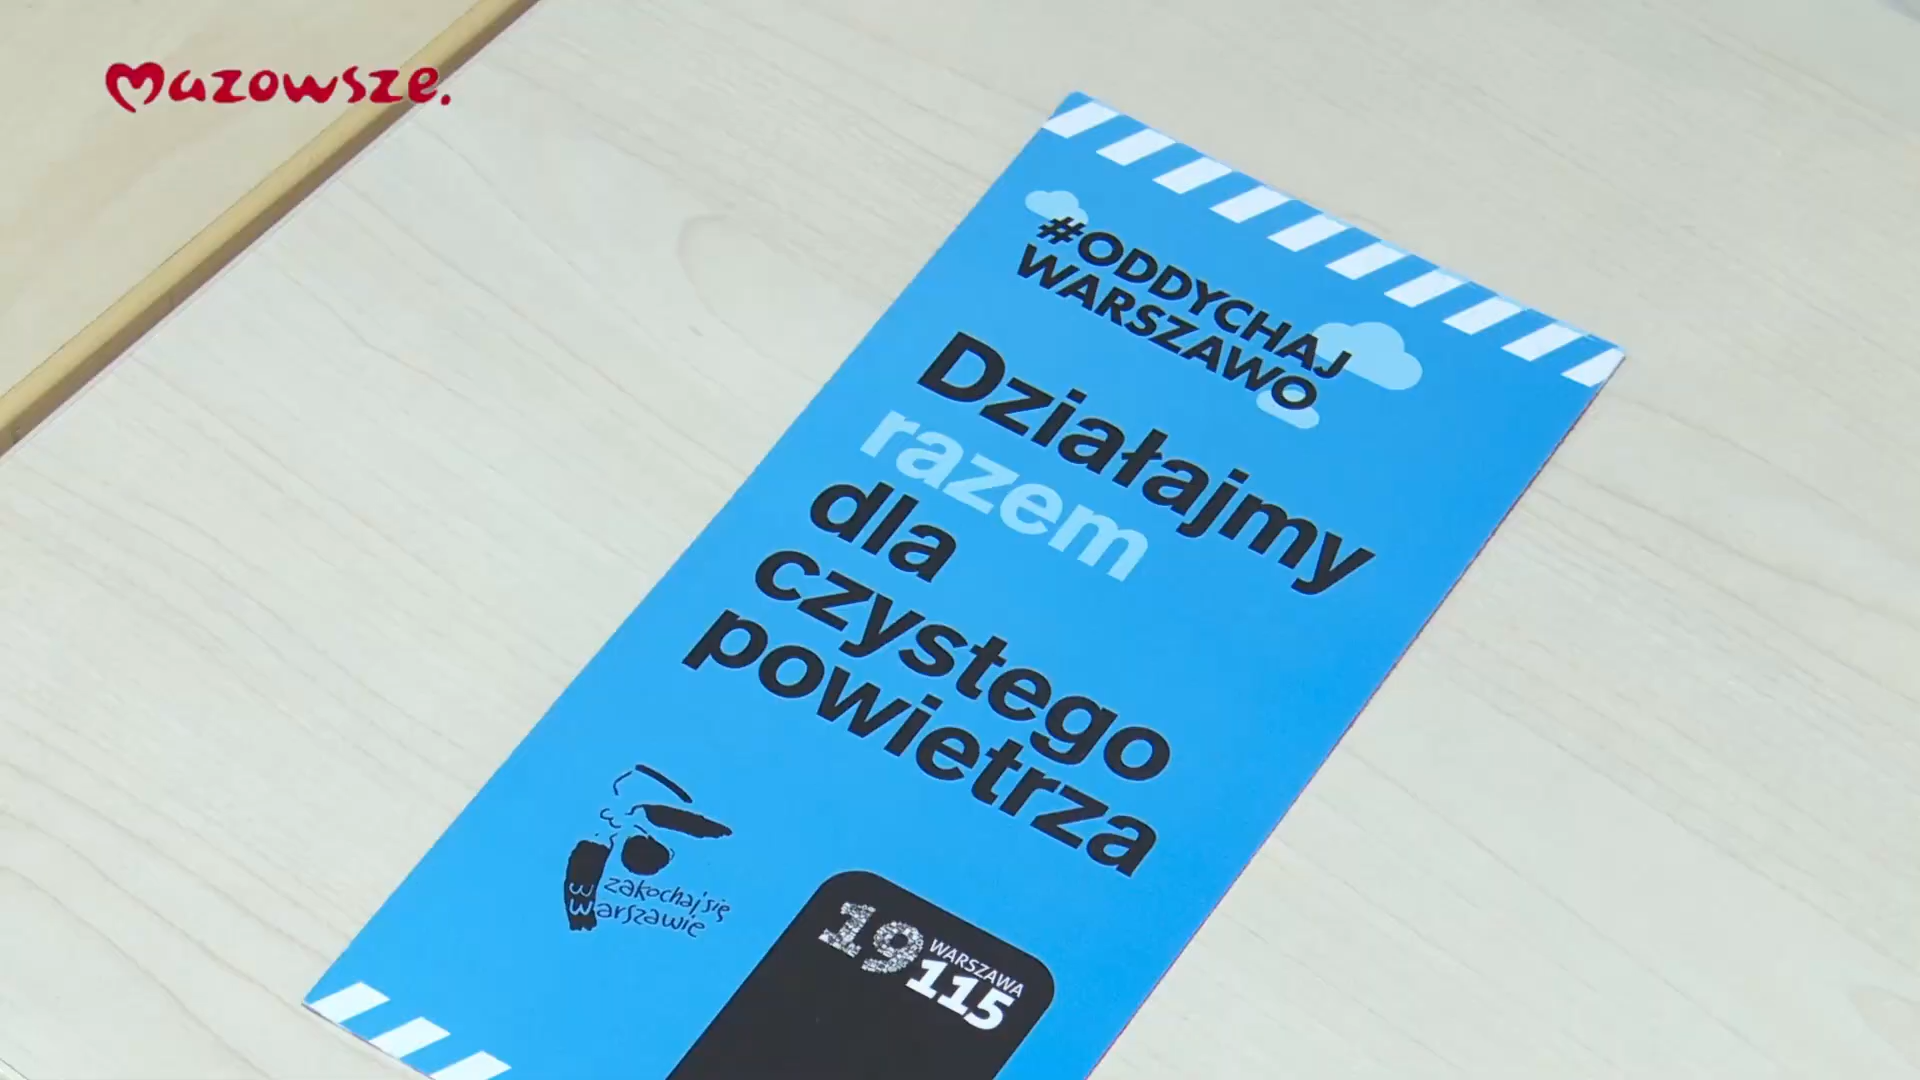 Mazowsze.
#ODDYCHAJ
WARSZAWO
Działajmy
razem
dla
czystego
powietrza
zakochaj się
w Warszawie
19
WARSZAWA
115